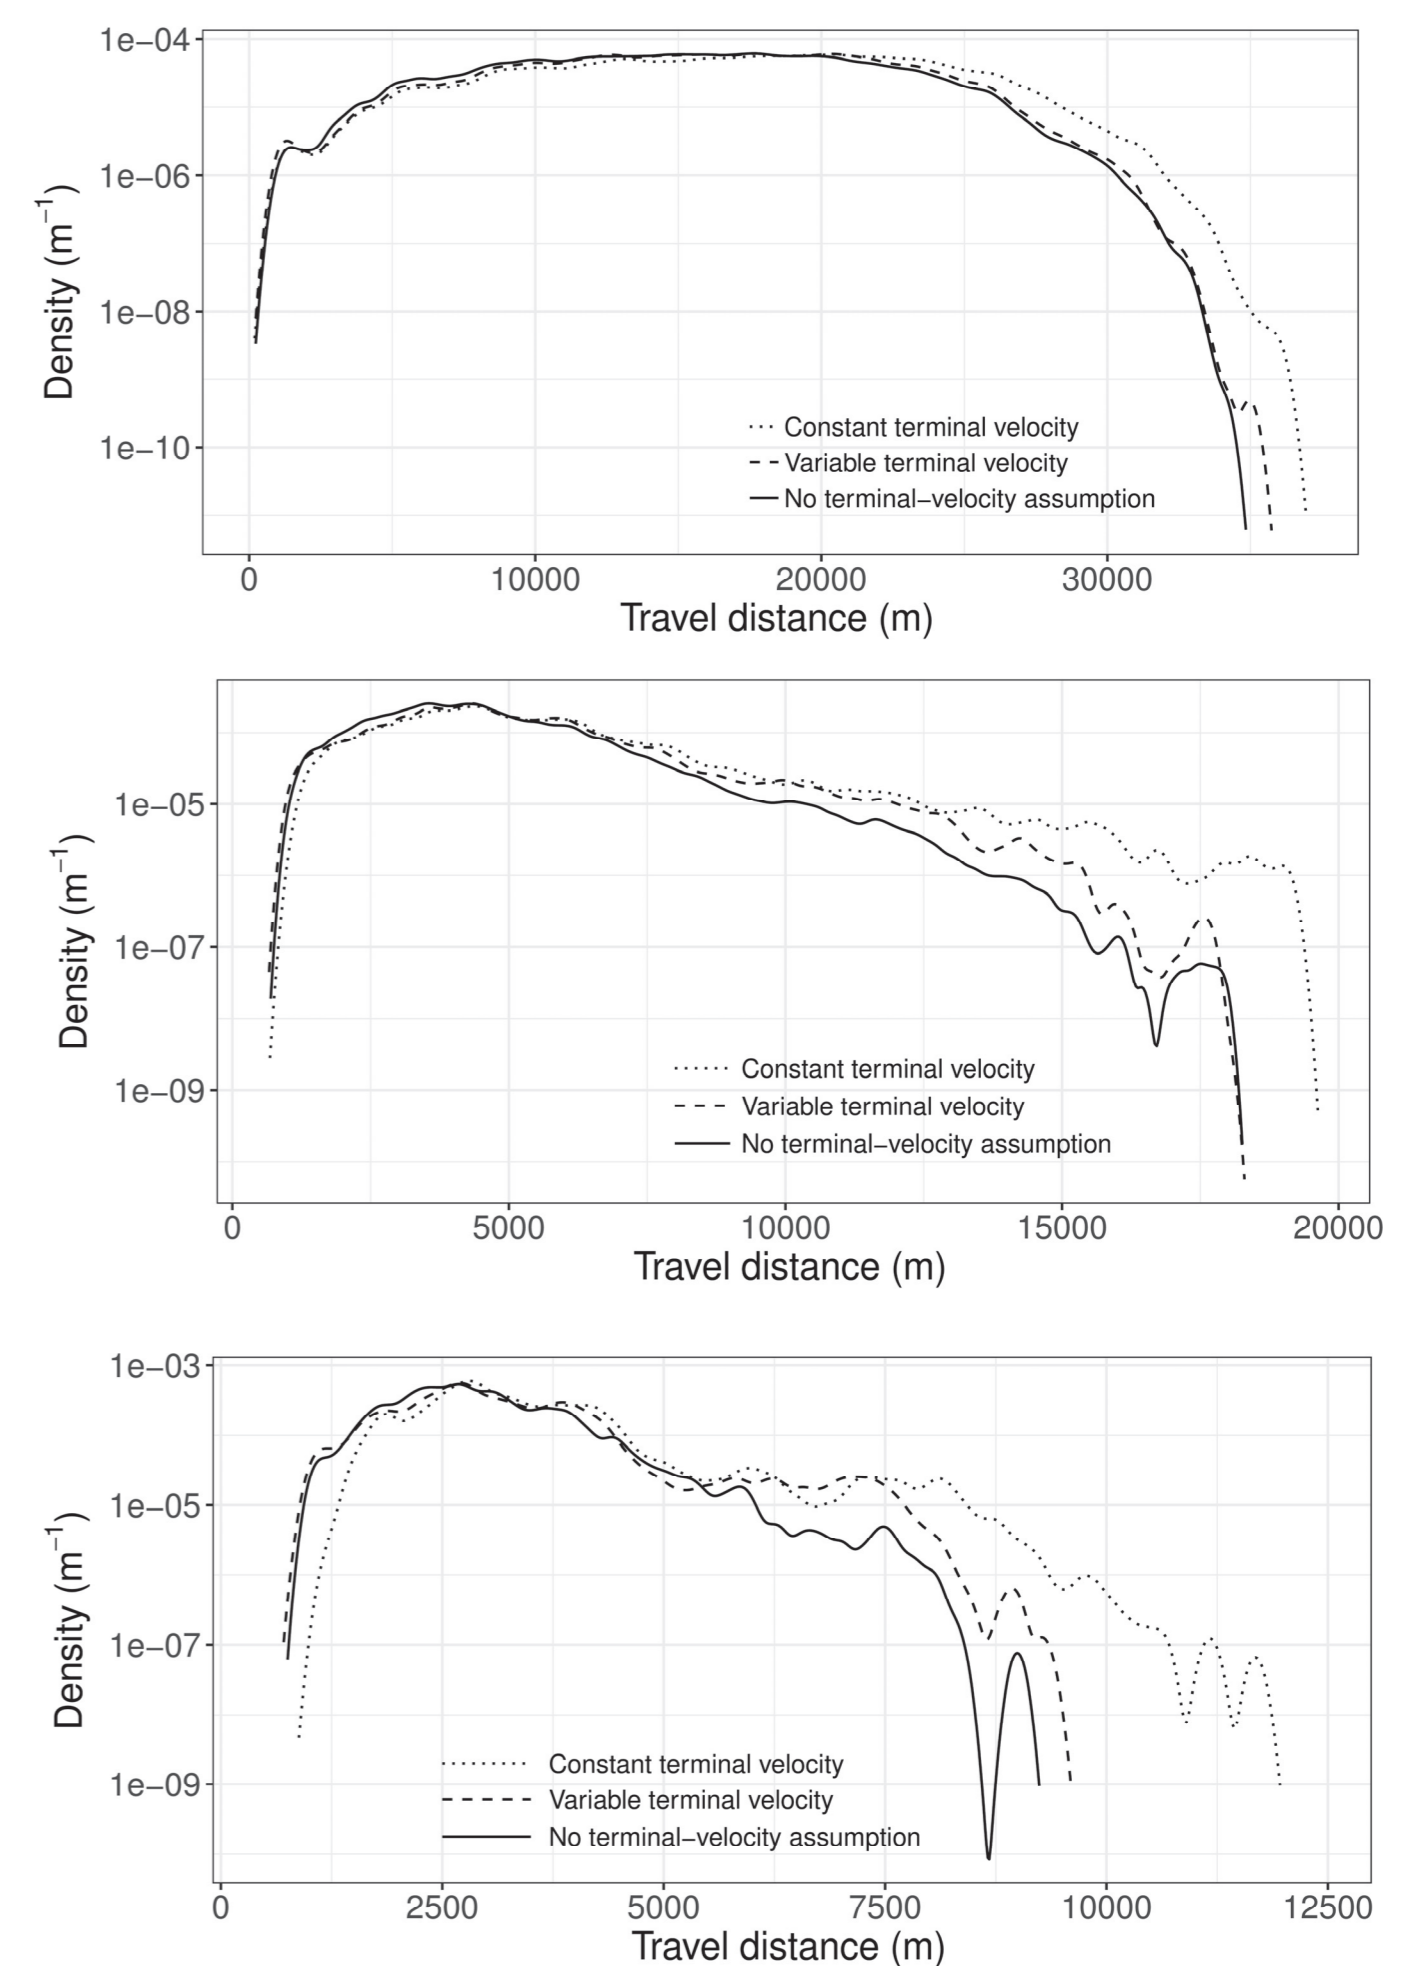 1e−04
1e−06
1e−08
1e−10
Density (m⁻¹)
Constant terminal velocity
Variable terminal velocity
No terminal−velocity assumption
0 10000 20000 30000
Travel distance (m)
1e−05
1e−07
1e−09
Density (m⁻¹)
Constant terminal velocity
Variable terminal velocity
No terminal−velocity assumption
0 5000 10000 15000 20000
Travel distance (m)
1e−03
1e−05
1e−07
1e−09
Density (m⁻¹)
Constant terminal velocity
Variable terminal velocity
No terminal−velocity assumption
0 2500 5000 7500 10000 12500
Travel distance (m)